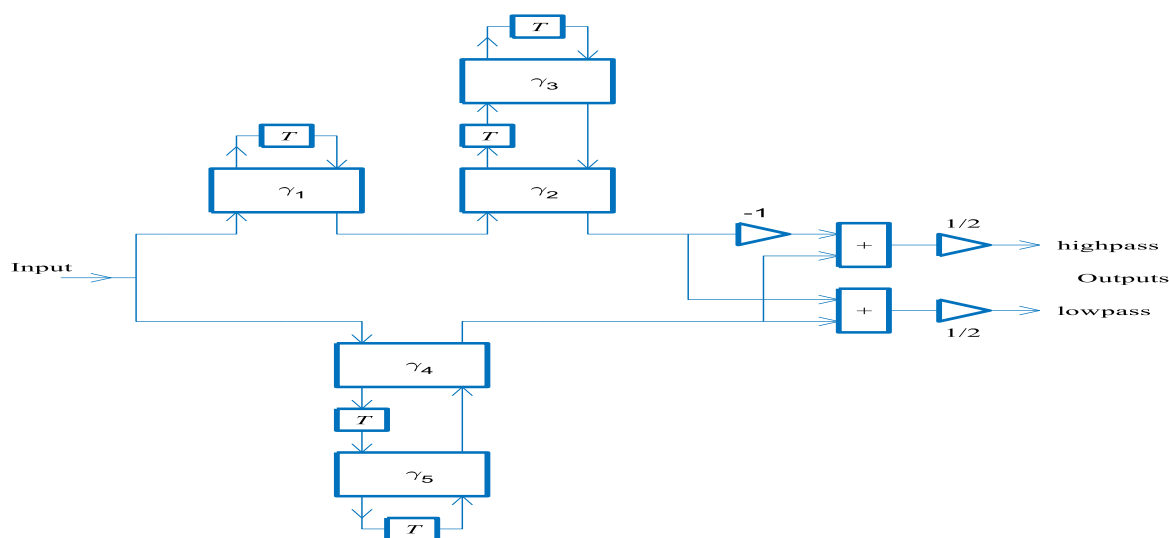 T
γ3
T
T
γ1
γ2
-1
+
1/2
highpass
Input
Outputs
+
lowpass
1/2
γ4
T
γ5
T